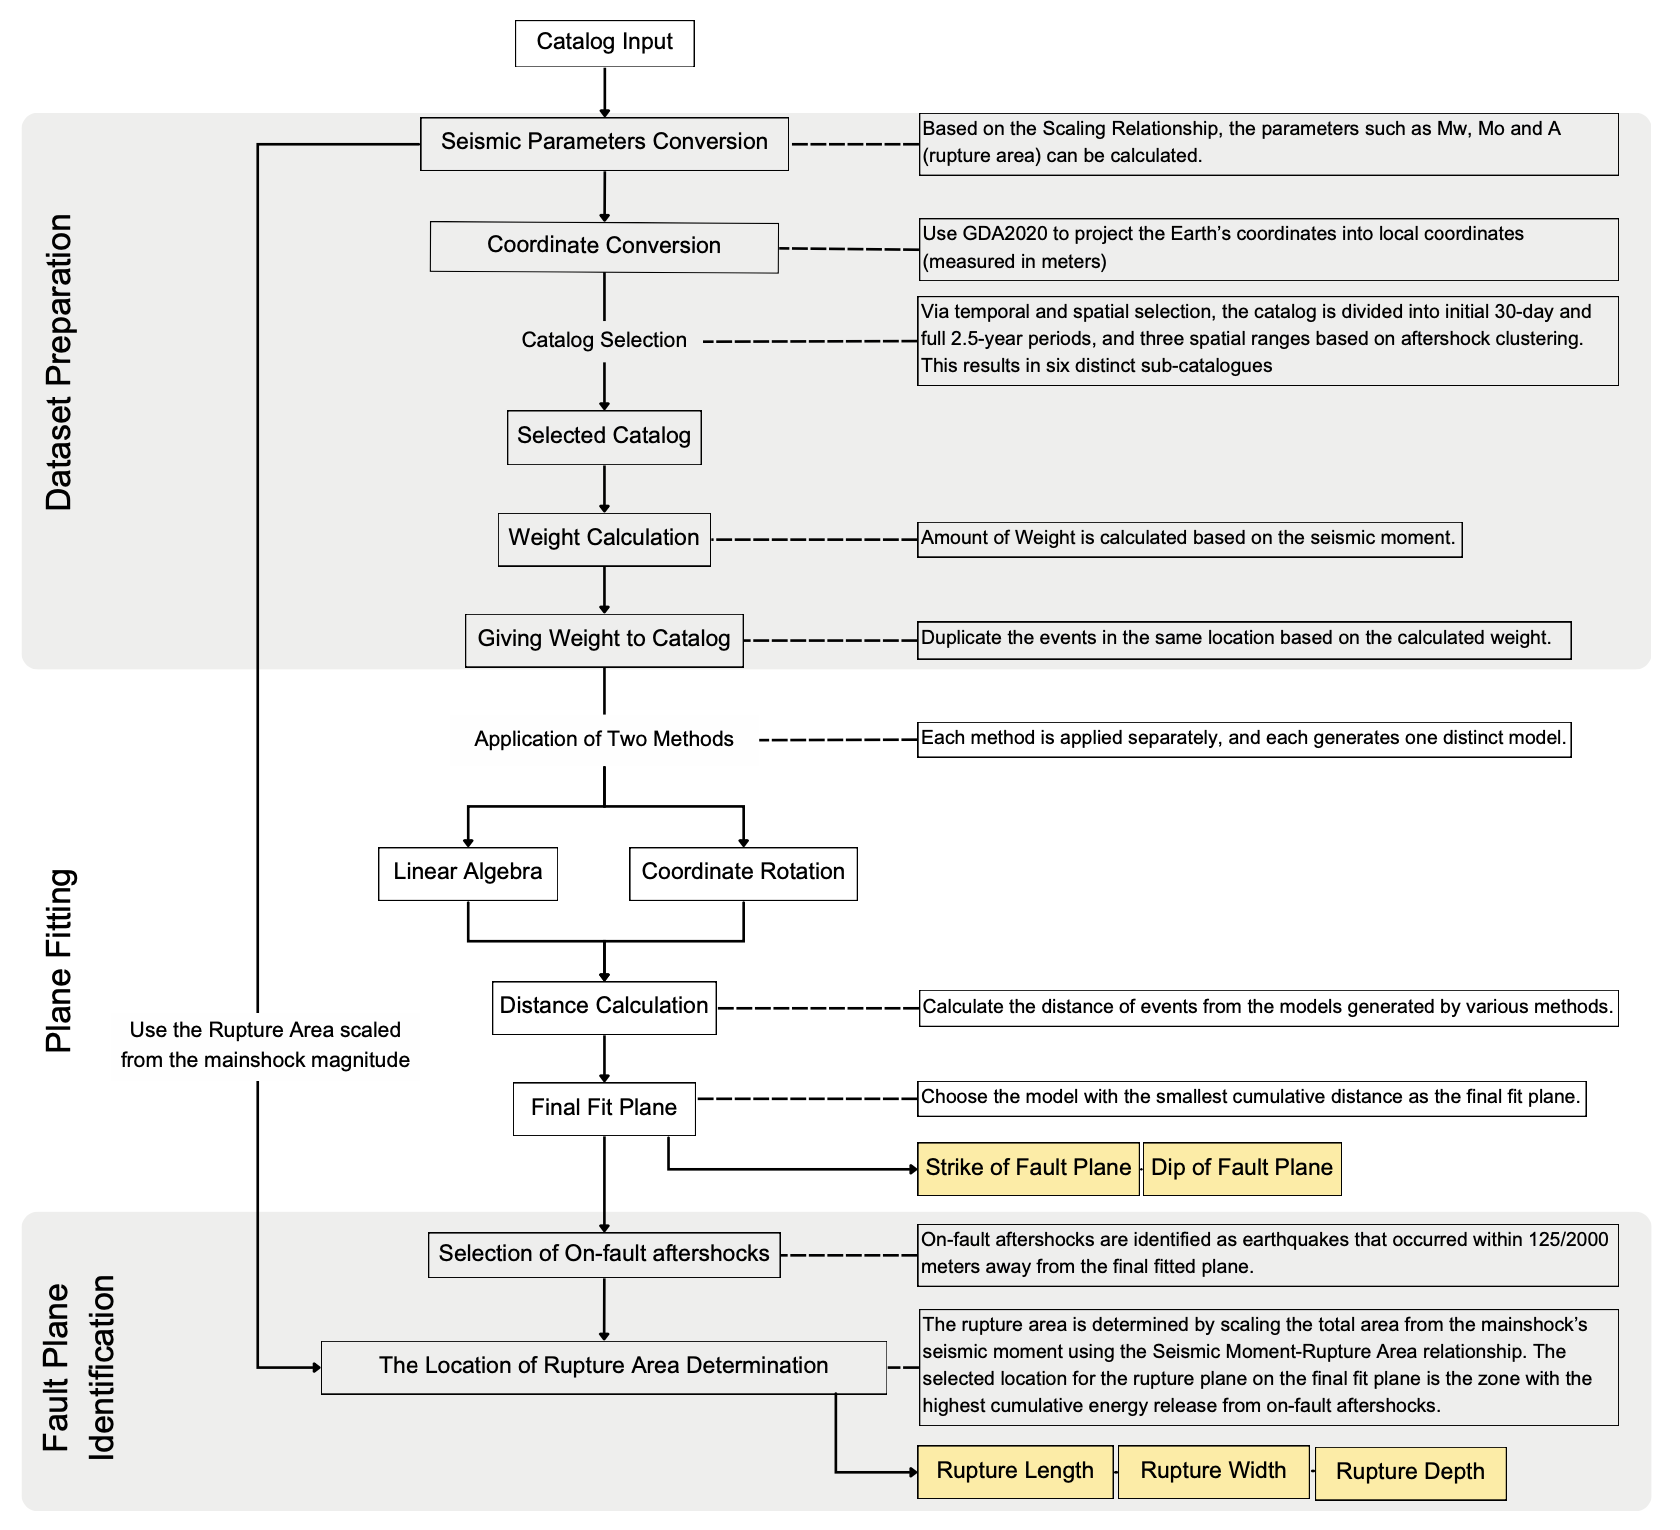 Catalog Input
Dataset Preparation
Seismic Parameters Conversion
Based on the Scaling Relationship, the parameters such as Mw, Mo and A
(rupture area) can be calculated.
Coordinate Conversion
Use GDA2020 to project the Earth’s coordinates into local coordinates
(measured in meters)
Catalog Selection
Via temporal and spatial selection, the catalog is divided into initial 30-day and
full 2.5-year periods, and three spatial ranges based on aftershock clustering.
This results in six distinct sub-catalogues
Selected Catalog
Weight Calculation
Amount of Weight is calculated based on the seismic moment.
Giving Weight to Catalog
Duplicate the events in the same location based on the calculated weight.
Plane Fitting
Application of Two Methods
Each method is applied separately, and each generates one distinct model.
Linear Algebra
Coordinate Rotation
Distance Calculation
Calculate the distance of events from the models generated by various methods.
Use the Rupture Area scaled
from the mainshock magnitude
Final Fit Plane
Choose the model with the smallest cumulative distance as the final fit plane.
Strike of Fault Plane
Dip of Fault Plane
Fault Plane
Identification
Selection of On-fault aftershocks
On-fault aftershocks are identified as earthquakes that occurred within 125/2000
meters away from the final fitted plane.
The Location of Rupture Area Determination
The rupture area is determined by scaling the total area from the mainshock’s
seismic moment using the Seismic Moment-Rupture Area relationship. The
selected location for the rupture plane on the final fit plane is the zone with the
highest cumulative energy release from on-fault aftershocks.
Rupture Length
Rupture Width
Rupture Depth